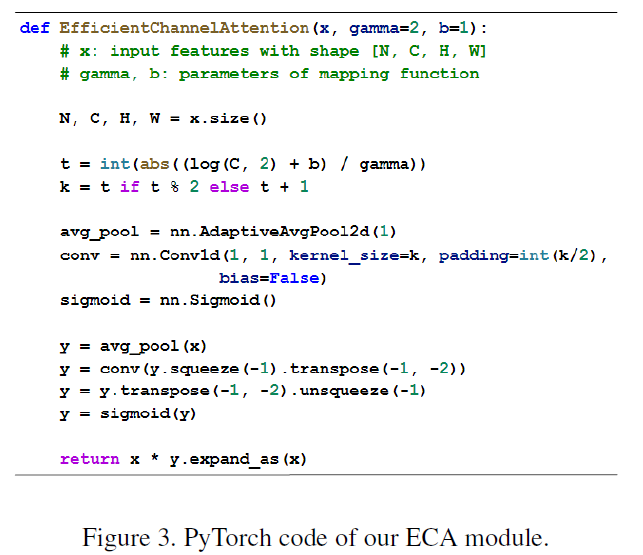 def EfficientChannelAttention(x, gamma=2, b=1):
    # x: input features with shape [N, C, H, W]
    # gamma, b: parameters of mapping function
    N, C, H, W = x.size()
    t = int(abs((log(C, 2) + b) / gamma))
    k = t if t % 2 else t + 1
    avg_pool = nn.AdaptiveAvgPool2d(1)
    conv = nn.Conv1d(1, 1, kernel_size=k, padding=int(k/2),
                     bias=False)
    sigmoid = nn.Sigmoid()
    y = avg_pool(x)
    y = conv(y.squeeze(-1).transpose(-1, -2))
    y = y.transpose(-1, -2).unsqueeze(-1)
    y = sigmoid(y)
    return x * y.expand_as(x)
Figure 3. PyTorch code of our ECA module.